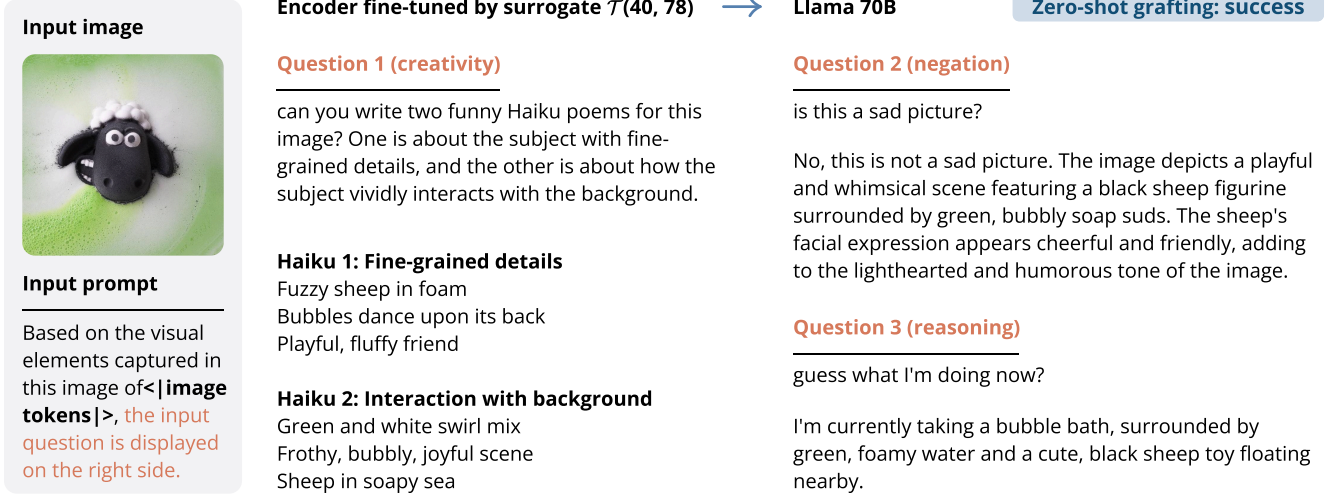 Encoder fine-tuned by surrogate 𝒯(40, 78) → Llama 70B
Zero-shot grafting: success
Input image
Input prompt
Based on the visual
elements captured in
this image of<|image
tokens|>, the input
question is displayed
on the right side.
Question 1 (creativity)
can you write two funny Haiku poems for this
image? One is about the subject with fine-
grained details, and the other is about how the
subject vividly interacts with the background.
Haiku 1: Fine-grained details
Fuzzy sheep in foam
Bubbles dance upon its back
Playful, fluffy friend
Haiku 2: Interaction with background
Green and white swirl mix
Frothy, bubbly, joyful scene
Sheep in soapy sea
Question 2 (negation)
is this a sad picture?
No, this is not a sad picture. The image depicts a playful
and whimsical scene featuring a black sheep figurine
surrounded by green, bubbly soap suds. The sheep's
facial expression appears cheerful and friendly, adding
to the lighthearted and humorous tone of the image.
Question 3 (reasoning)
guess what I'm doing now?
I'm currently taking a bubble bath, surrounded by
green, foamy water and a cute, black sheep toy floating
nearby.